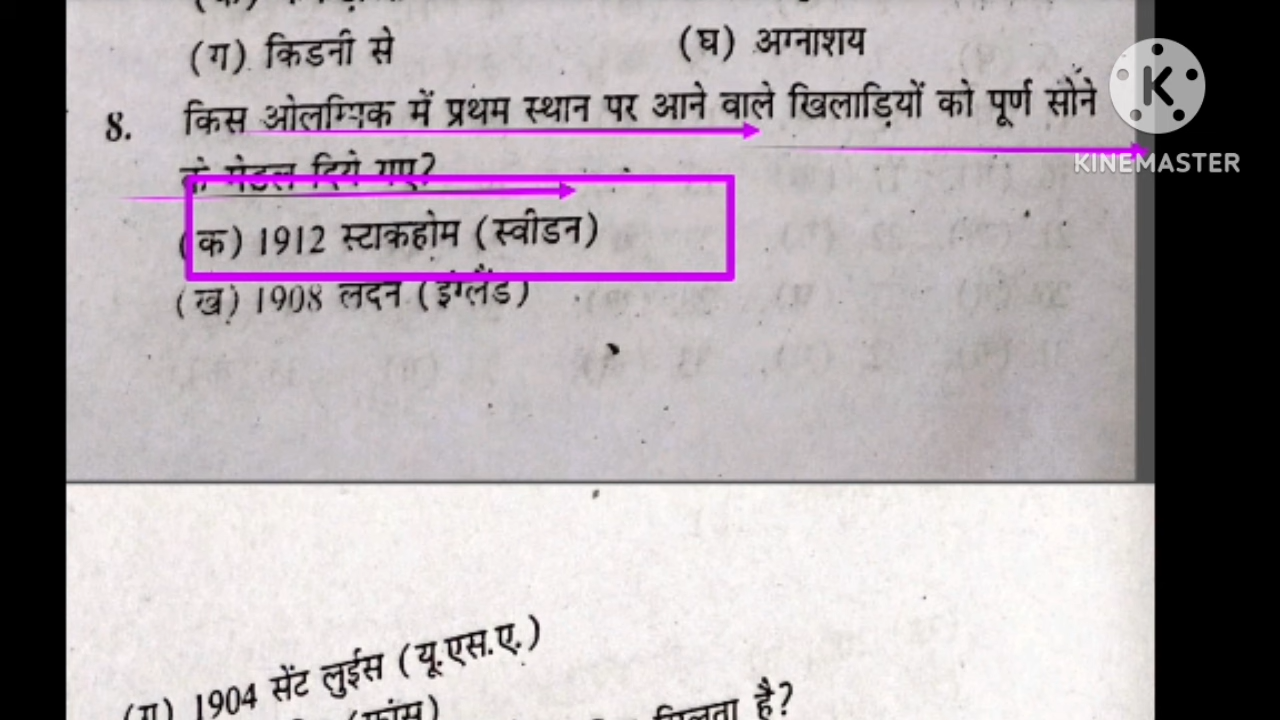 (ग) किडनी से (घ) अग्नाशय
8. किस ओलम्पिक में प्रथम स्थान पर आने वाले खिलाड़ियों को पूर्ण सोंने
के मेडल दिये गए?
(क) 1912 स्टाकहोम (स्वीडन)
(ख) 1908 लंदन (इंग्लैंड)
(ग) 1904 सेंट लुईस (यू.एस.ए.)
(फ्रांस)
मिलता है?
K
KINEMASTER